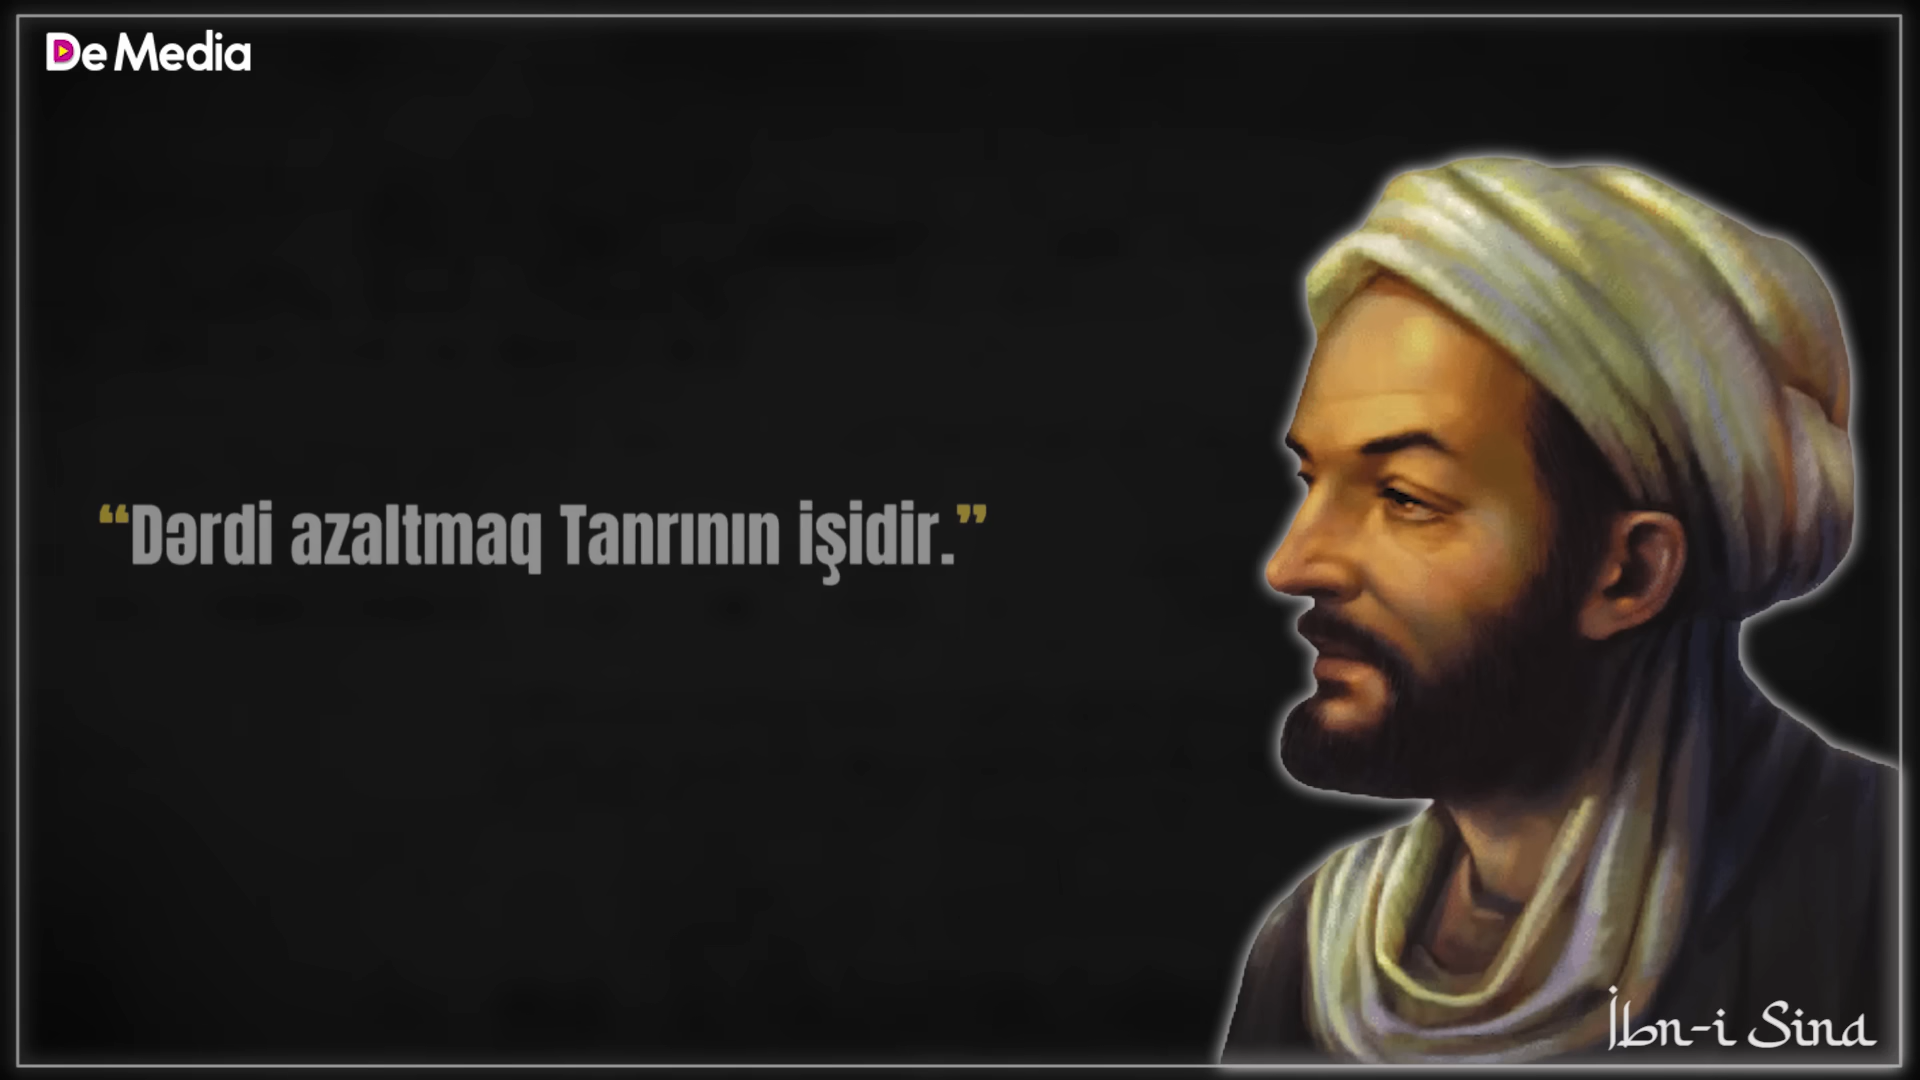 De Media
“Dərdi azaltmaq Tanrının işidir.”
İbn-i Sina